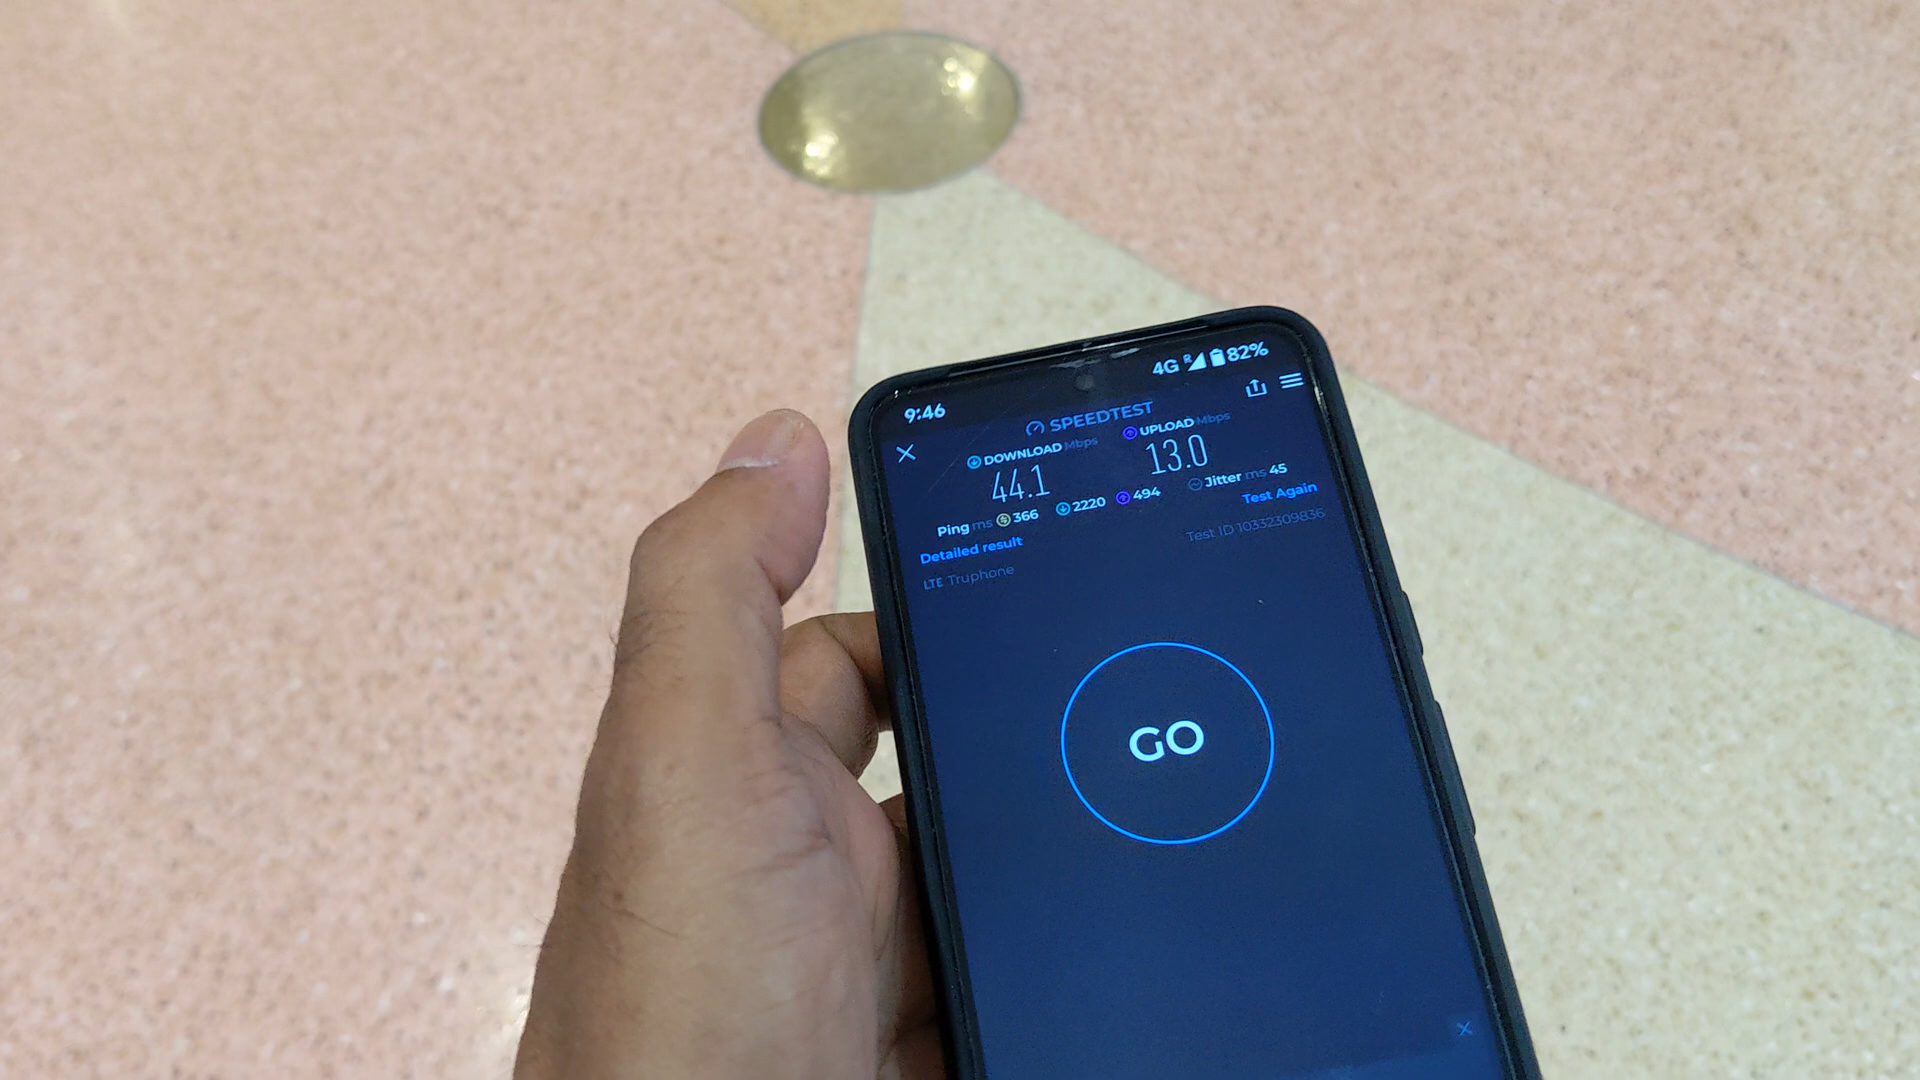 9:46 4G R 82%
SPEEDTEST
DOWNLOAD Mbps UPLOAD Mbps
44.1 13.0
Ping ms 366 2220 494 Jitter ms 45
Detailed result Test Again
LTE Truphone Test ID 10332309836
GO